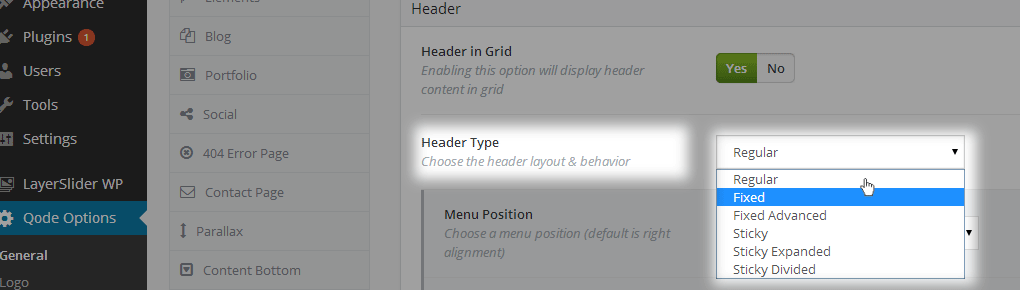 Appearance
Plugins 1
Users
Tools
Settings
LayerSlider WP
Qode Options
General
Logo
Elements
Blog
Portfolio
Social
404 Error Page
Contact Page
Parallax
Content Bottom
Header
Header in Grid
Enabling this option will display header
content in grid
Yes No
Header Type
Choose the header layout & behavior
Regular
Regular
Fixed
Fixed Advanced
Sticky
Sticky Expanded
Sticky Divided
Menu Position
Choose a menu position (default is right
alignment)